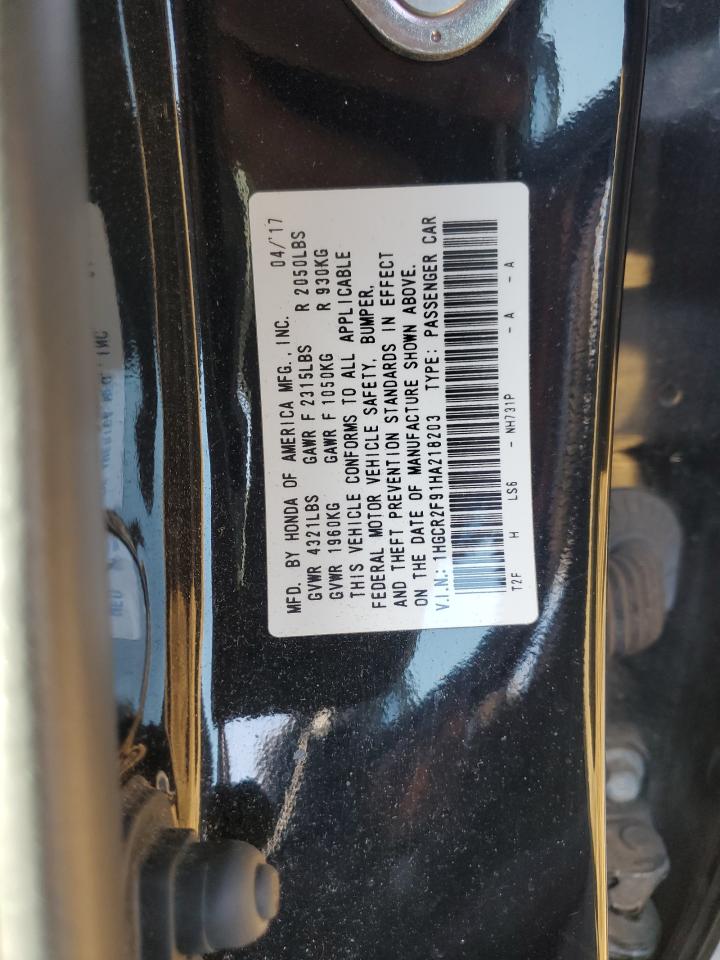 MFD. BY HONDA OF AMERICA MFG., INC. 04/'17
GVWR 4321LBS GAWR F 2315LBS R 2050LBS
GVWR 1960KG GAWR F 1050KG R 930KG
THIS VEHICLE CONFORMS TO ALL APPLICABLE
FEDERAL MOTOR VEHICLE SAFETY, BUMPER,
AND THEFT PREVENTION STANDARDS IN EFFECT
ON THE DATE OF MANUFACTURE SHOWN ABOVE.
V.I.N.: 1HGCR2F91HA218203 TYPE: PASSENGER CAR
T2F H LS6 - NH731P - A - A